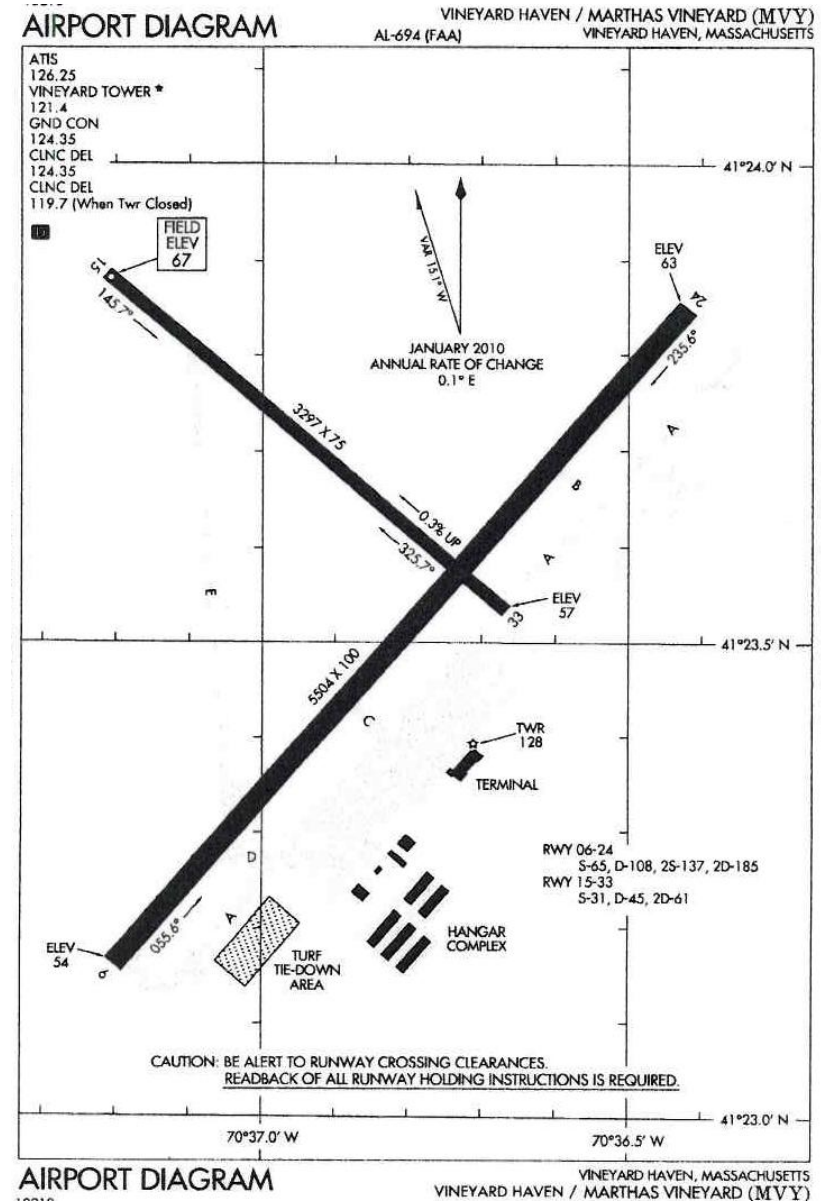 AIRPORT DIAGRAM
AL-694 (FAA)
VINEYARD HAVEN / MARTHAS VINEYARD (MVY)
VINEYARD HAVEN, MASSACHUSETTS
ATIS
126.25
VINEYARD TOWER *
121.4
GND CON
124.35
CLNC DEL
124.35
CLNC DEL
119.7 (When Twr Closed)
D
41°24.0' N
FIELD
ELEV
67
15
145.7°
VAR 15.1° W
JANUARY 2010
ANNUAL RATE OF CHANGE
0.1° E
ELEV
63
24
235.6°
3297 X 75
A
B
0.3% UP
325.7°
A
E
ELEV
57
33
41°23.5' N
5504 X 100
C
TWR
128
TERMINAL
D
RWY 06-24
S-65, D-108, 2S-137, 2D-185
RWY 15-33
S-31, D-45, 2D-61
A
055.6°
ELEV
54
6
TURF
TIE-DOWN
AREA
HANGAR
COMPLEX
CAUTION: BE ALERT TO RUNWAY CROSSING CLEARANCES.
READBACK OF ALL RUNWAY HOLDING INSTRUCTIONS IS REQUIRED.
41°23.0' N
70°37.0' W
70°36.5' W
AIRPORT DIAGRAM
VINEYARD HAVEN, MASSACHUSETTS
VINEYARD HAVEN / MARTHAS VINEYARD (MVY)